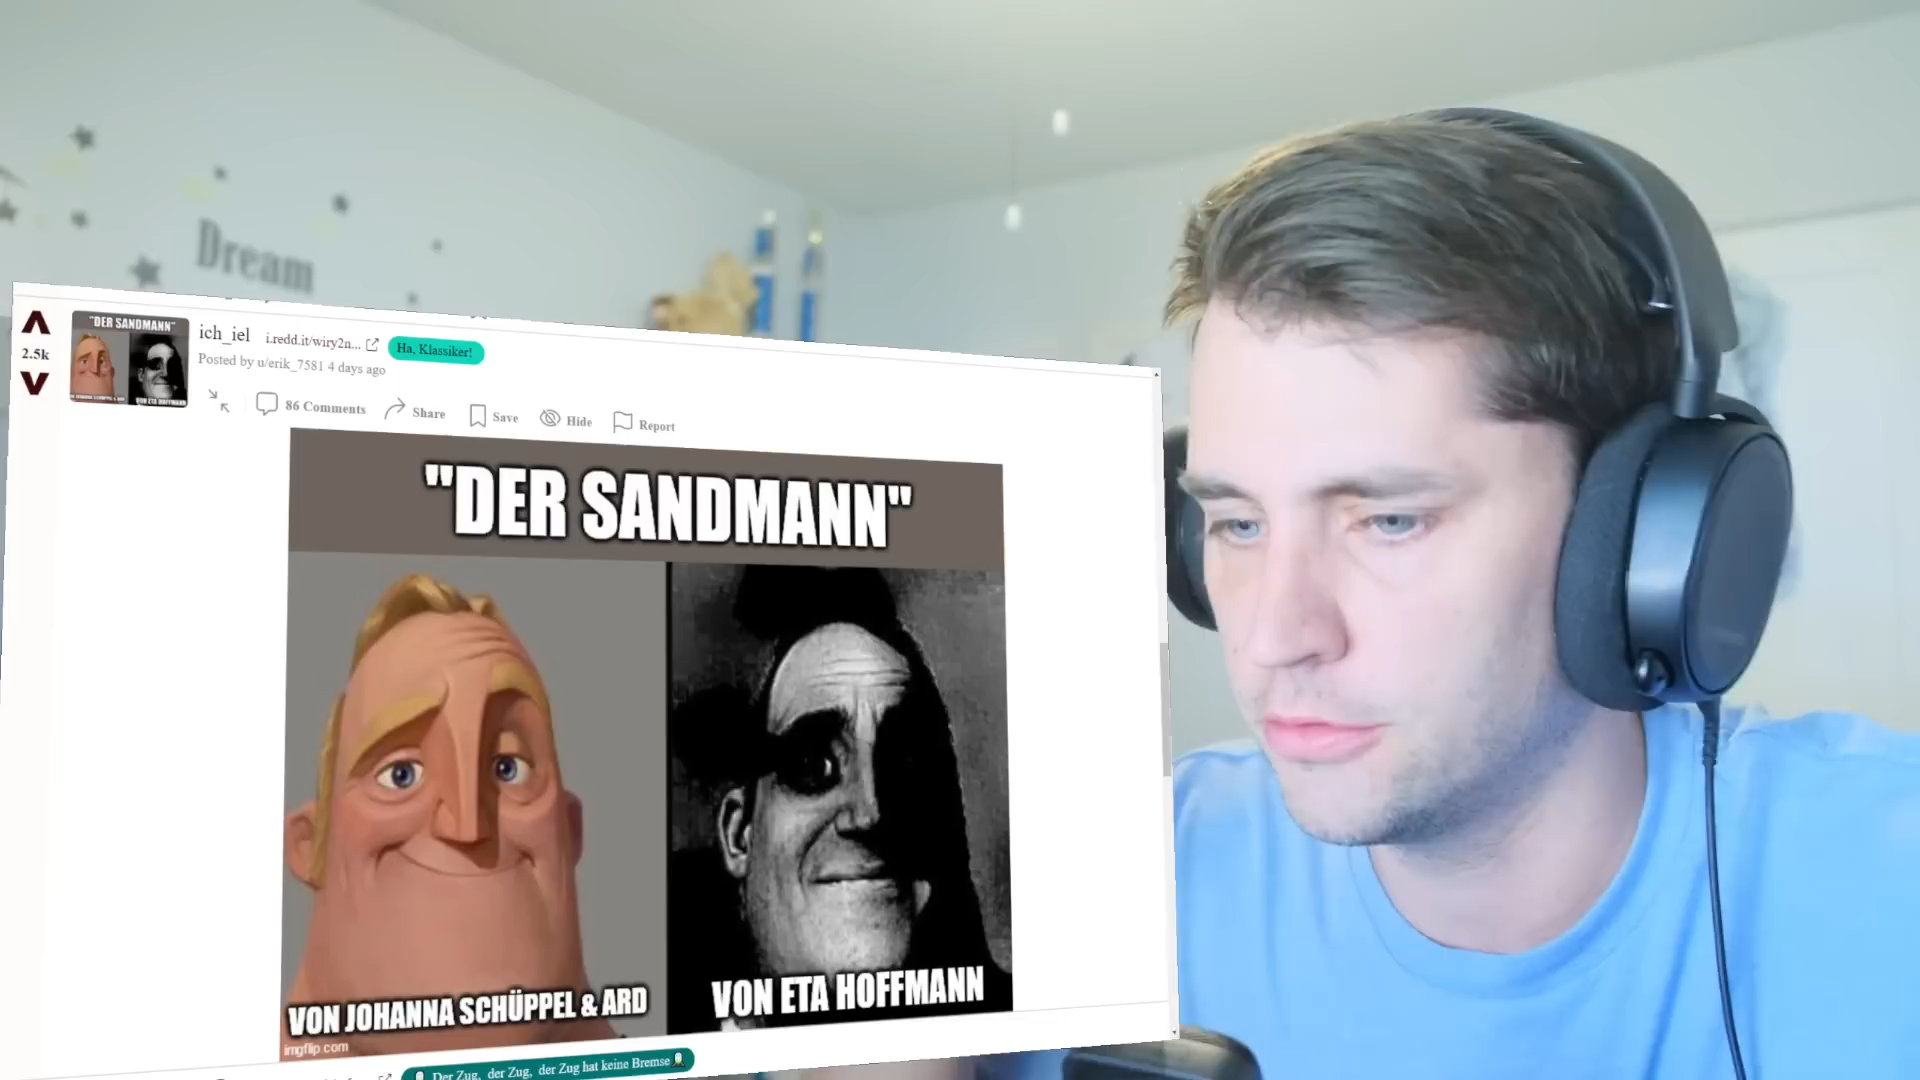 Dream
ich_iel i.redd.it/wiry2n... Ha, Klassiker!
2.5k
Posted by u/erik_7581 4 days ago
86 Comments Share Save Hide Report
"DER SANDMANN"
"DER SANDMANN"
VON JOHANNA SCHÜPPEL & ARD
VON ETA HOFFMANN
imgflip.com
Der Zug, der Zug, der Zug hat keine Bremse